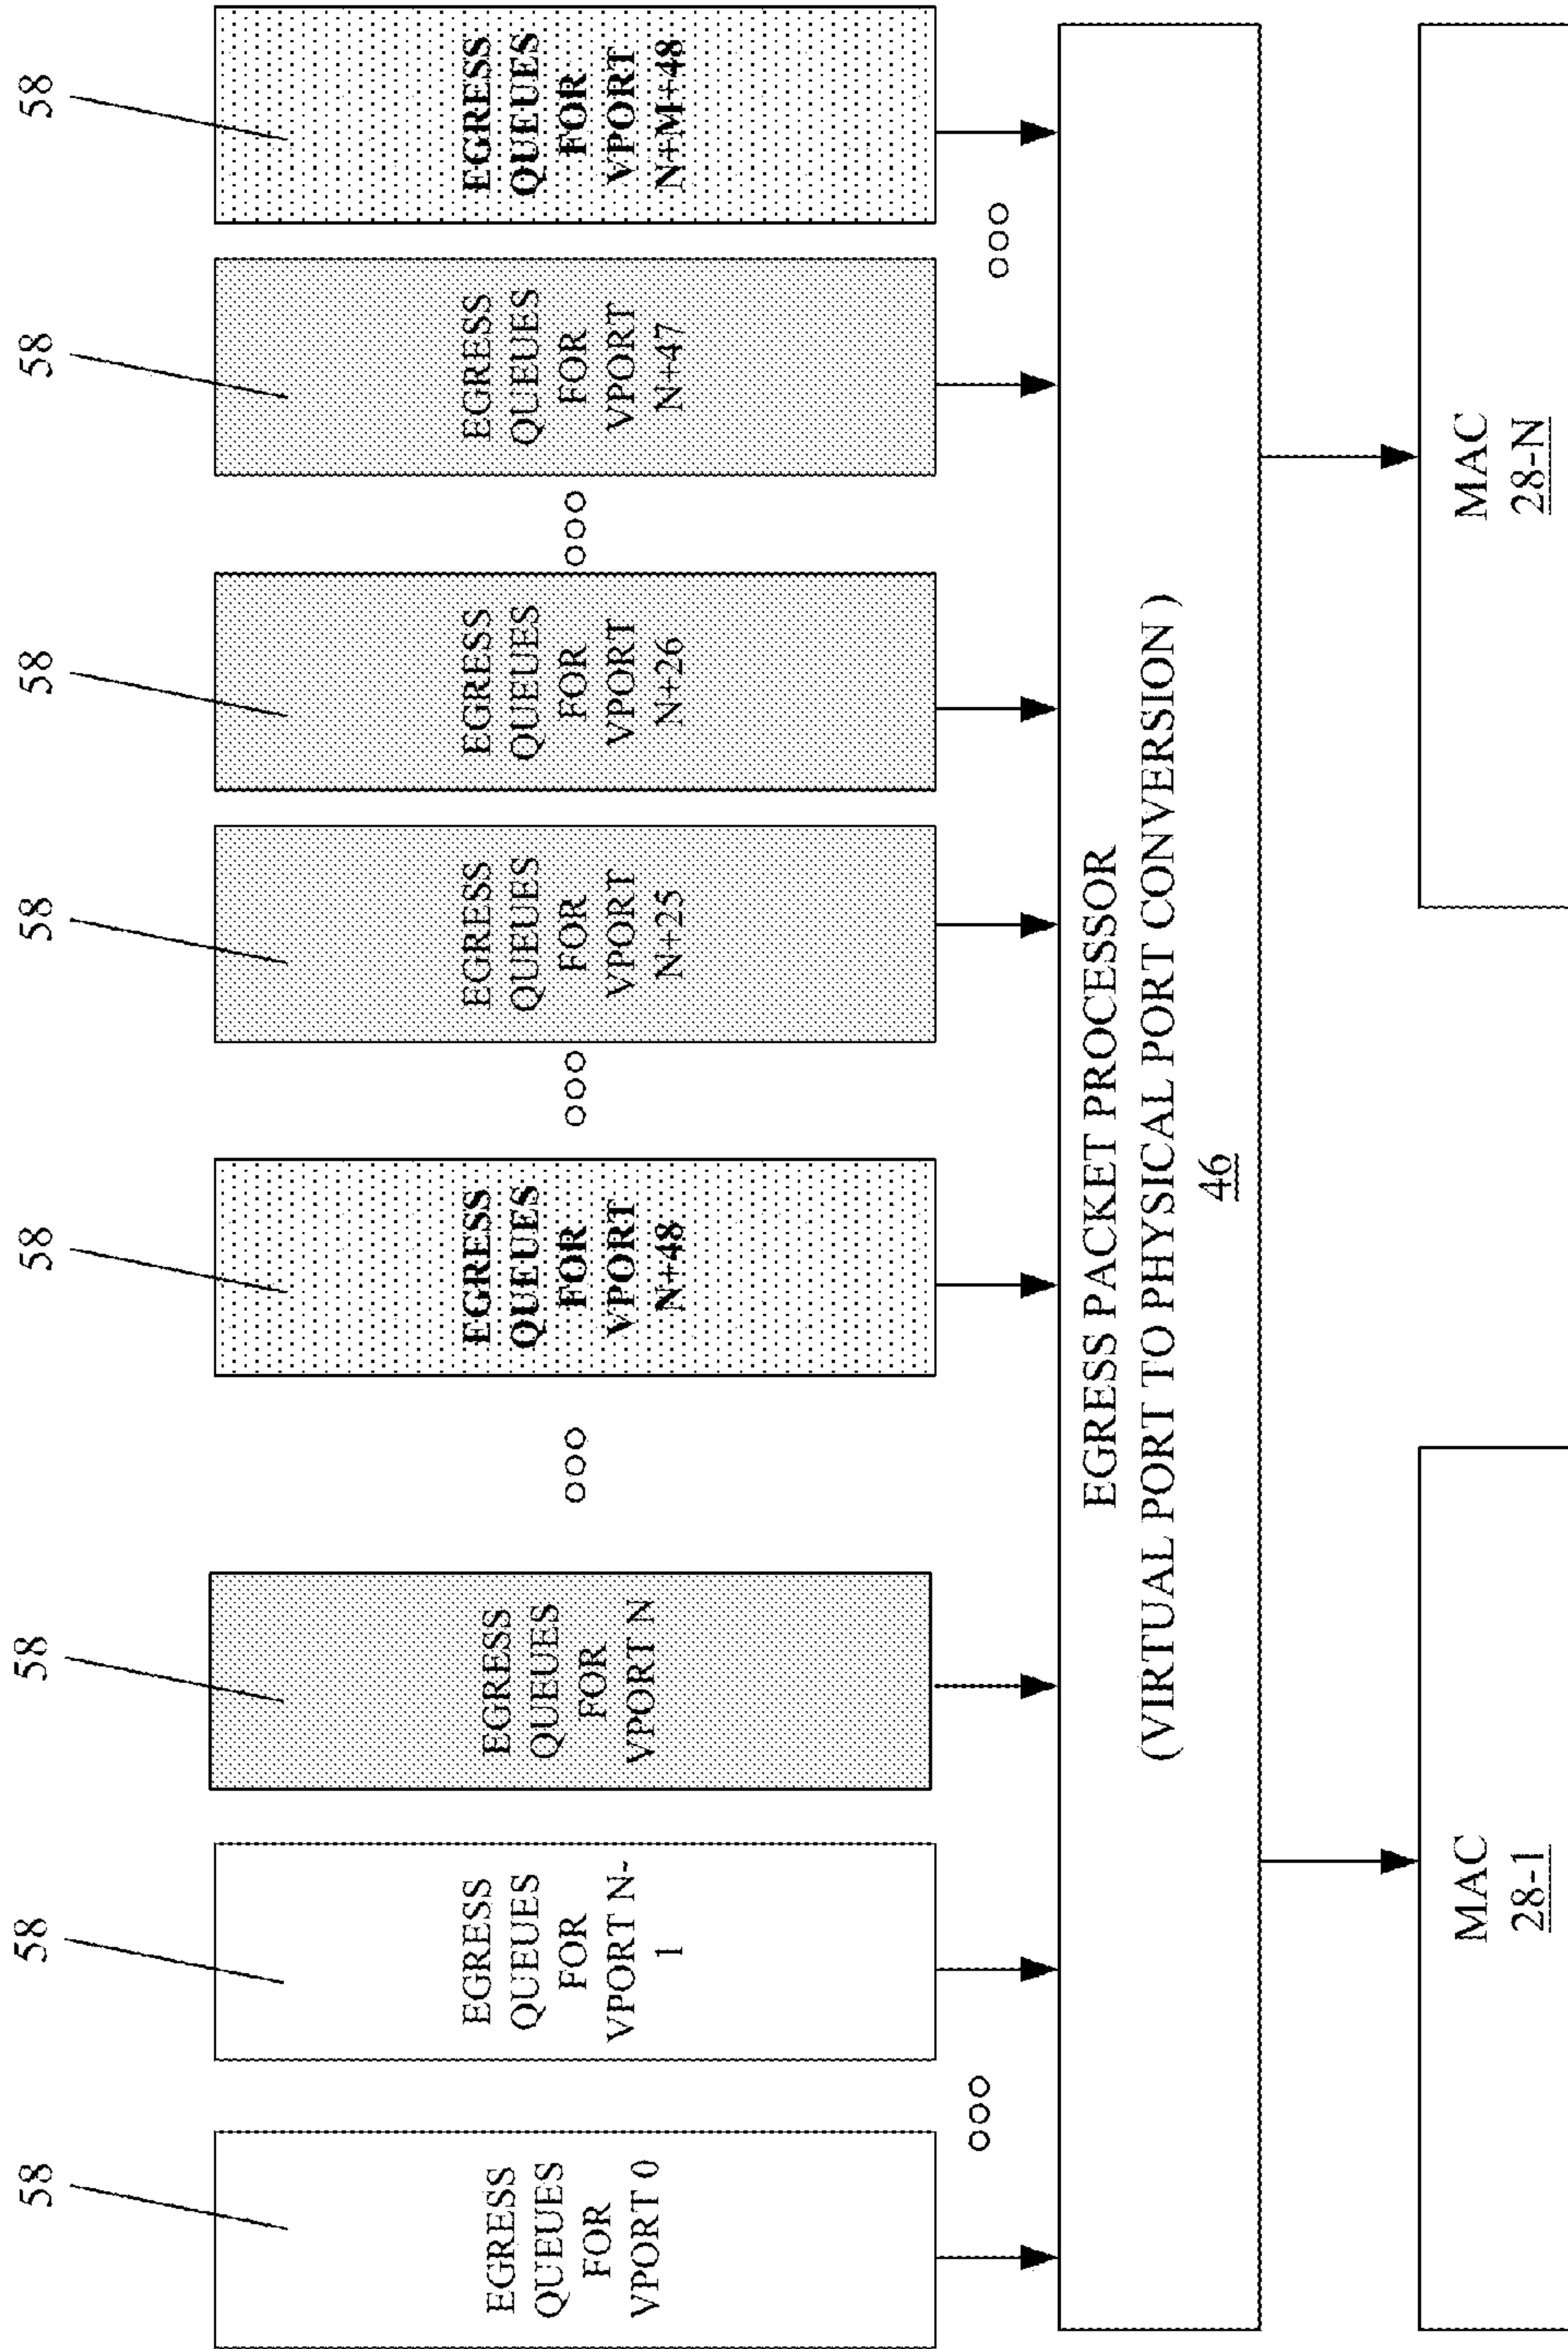 58
58
58
58
58
58
58
58
EGRESS
QUEUES
FOR
VPORT 0
EGRESS
QUEUES
FOR
VPORT N-
1
EGRESS
QUEUES
FOR
VPORT N
EGRESS
QUEUES
FOR
VPORT
N+48
EGRESS
QUEUES
FOR
VPORT
N+25
EGRESS
QUEUES
FOR
VPORT
N+26
EGRESS
QUEUES
FOR
VPORT
N+47
EGRESS
QUEUES
FOR
VPORT
N+M+48
EGRESS PACKET PROCESSOR
(VIRTUAL PORT TO PHYSICAL PORT CONVERSION )
46
MAC
28-1
MAC
28-N